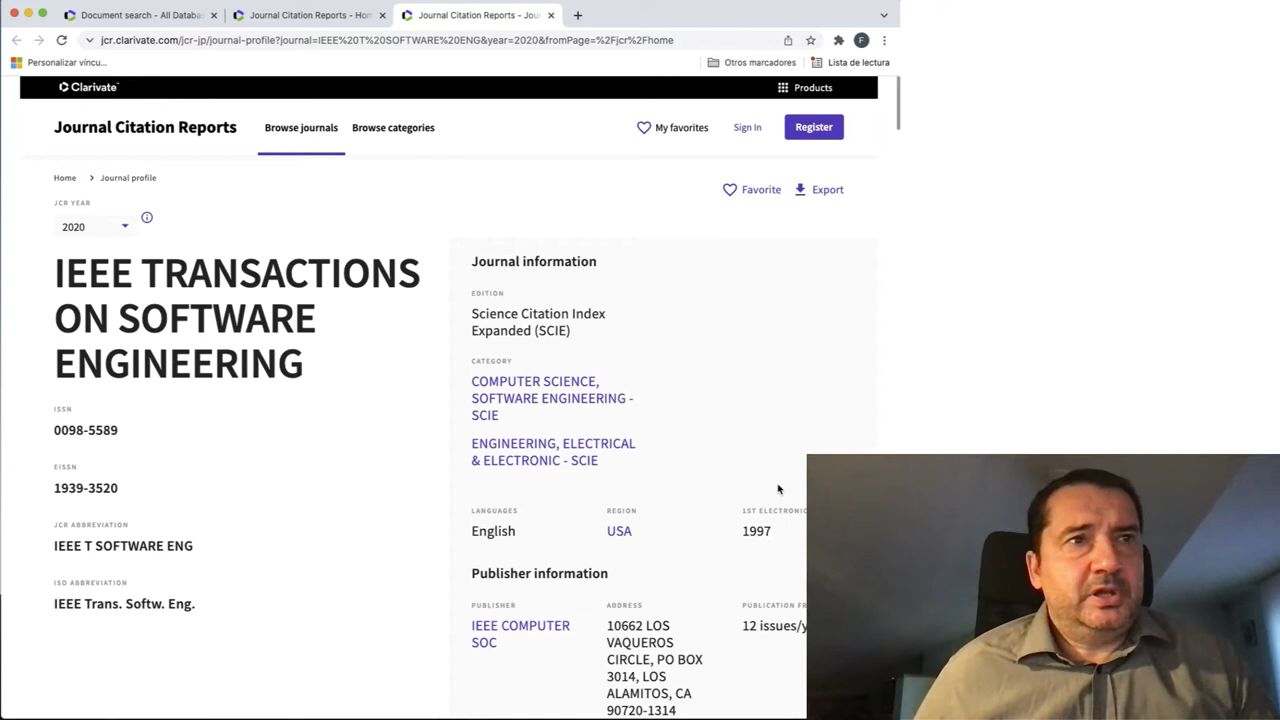 Document search - All Databa
Journal Citation Reports - Hom
Journal Citation Reports - Jou
jcr.clarivate.com/jcr-jp/journal-profile?journal=IEEE%20T%20SOFTWARE%20ENG&year=2020&fromPage=%2Fjcr%2Fhome
F
Personalizar víncu...
Otros marcadores
Lista de lectura
Clarivate
Products
Journal Citation Reports
Browse journals
Browse categories
My favorites
Sign In
Register
Home
Journal profile
Favorite
Export
JCR YEAR
2020
IEEE TRANSACTIONS
ON SOFTWARE
ENGINEERING
ISSN
0098-5589
EISSN
1939-3520
JCR ABBREVIATION
IEEE T SOFTWARE ENG
ISO ABBREVIATION
IEEE Trans. Softw. Eng.
Journal information
EDITION
Science Citation Index
Expanded (SCIE)
CATEGORY
COMPUTER SCIENCE,
SOFTWARE ENGINEERING -
SCIE
ENGINEERING, ELECTRICAL
& ELECTRONIC - SCIE
LANGUAGES
English
REGION
USA
1ST ELECTRONIC
1997
Publisher information
PUBLISHER
IEEE COMPUTER
SOC
ADDRESS
10662 LOS
VAQUEROS
CIRCLE, PO BOX
3014, LOS
ALAMITOS, CA
90720-1314
PUBLICATION FR
12 issues/y